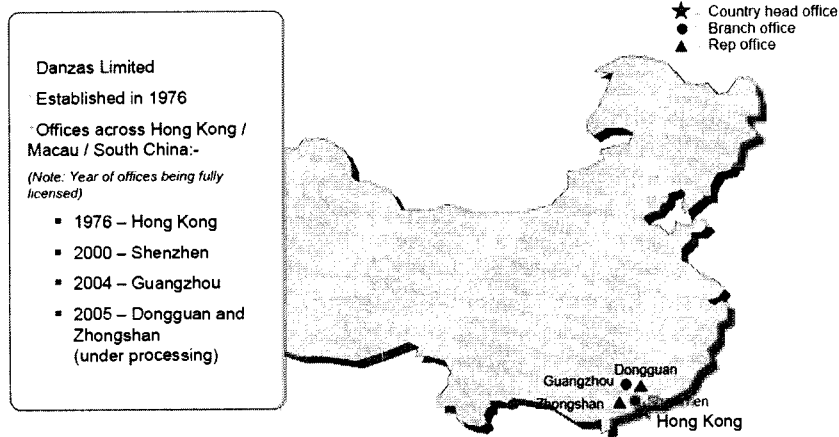 Country head office
Branch office
Rep office
Danzas Limited
Established in 1976
Offices across Hong Kong /
Macau / South China:-
(Note: Year of offices being fully
licensed)
1976 – Hong Kong
2000 – Shenzhen
2004 – Guangzhou
2005 – Dongguan and
Zhongshan
(under processing)
Dongguan
Guangzhou
Zhongshan
Hong Kong